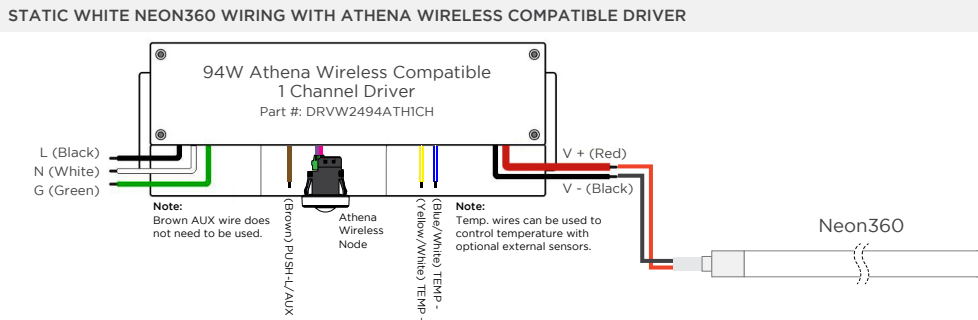 STATIC WHITE NEON360 WIRING WITH ATHENA WIRELESS COMPATIBLE DRIVER
94W Athena Wireless Compatible
1 Channel Driver
Part #: DRVW2494ATH1CH
L (Black)
N (White)
G (Green)
V + (Red)
V - (Black)
Note:
Brown AUX wire does
not need to be used.
(Brown) PUSH-L/AUX
Athena
Wireless
Node
(Yellow/White) TEMP -
(Blue/White) TEMP -
Note:
Temp. wires can be used to
control temperature with
optional external sensors.
Neon360